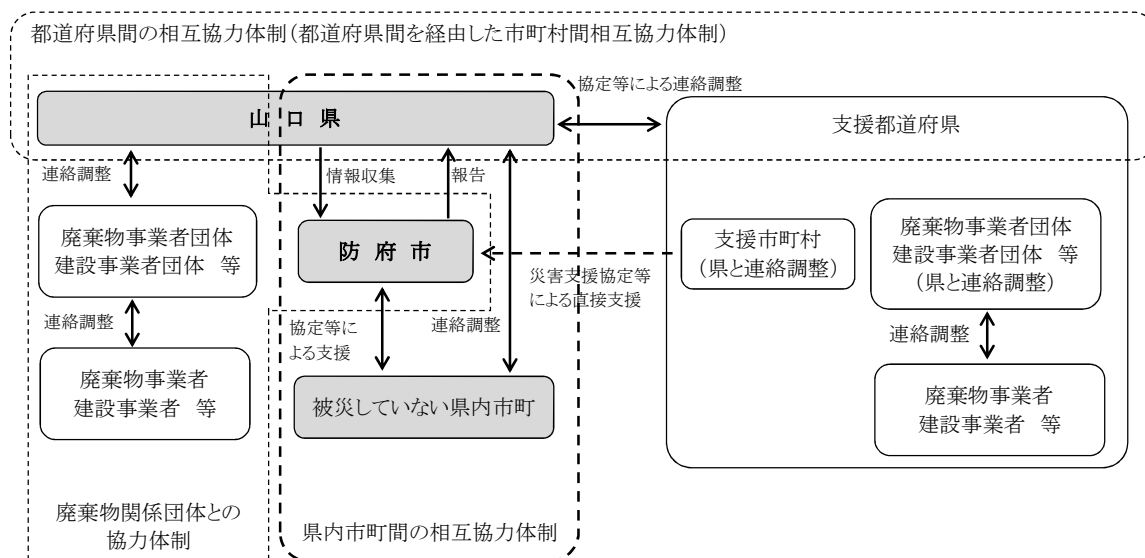 都道府県間の相互協力体制（都道府県間を経由した市町村間相互協力体制）
協定等による連絡調整
山 口 県
支援都道府県
連絡調整
情報収集
報告
廃棄物事業者団体
建設事業者団体 等
防 府 市
支援市町村
（県と連絡調整）
廃棄物事業者団体
建設事業者団体 等
（県と連絡調整）
災害支援協定等
による直接支援
連絡調整
協定等に
よる支援
連絡調整
連絡調整
廃棄物事業者
建設事業者 等
被災していない県内市町
廃棄物事業者
建設事業者 等
廃棄物関係団体との
協力体制
県内市町間の相互協力体制